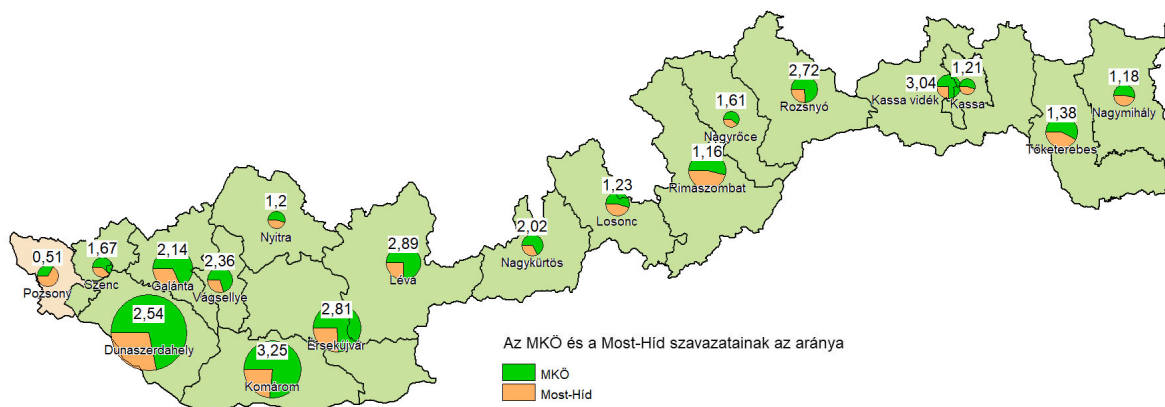 2,72
Rozsnyó
3,04
Kassa vidék
1,21
Kassa
1,18
Nagymihály
1,38
Tőketerebes
1,61
Nagyrőce
1,16
Rimaszombat
1,23
Losonc
2,02
Nagykürtös
1,2
Nyitra
2,89
Léva
0,51
Pozsony
1,67
Szenc
2,14
Galánta
2,36
Vágsellye
2,54
Dunaszerdahely
2,81
Érsekújvár
3,25
Komárom
Az MKÖ és a Most-Híd szavazatainak az aránya
MKÖ
Most-Híd